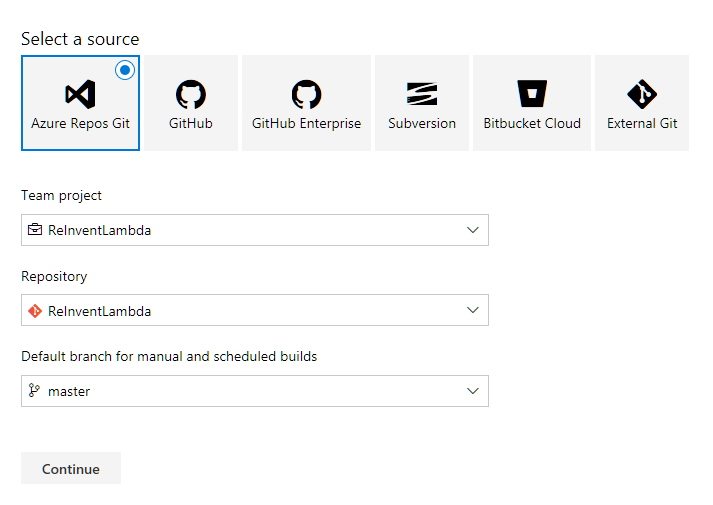 Select a source
Azure Repos Git GitHub GitHub Enterprise Subversion Bitbucket Cloud External Git
Team project
ReInventLambda
Repository
ReInventLambda
Default branch for manual and scheduled builds
master
Continue